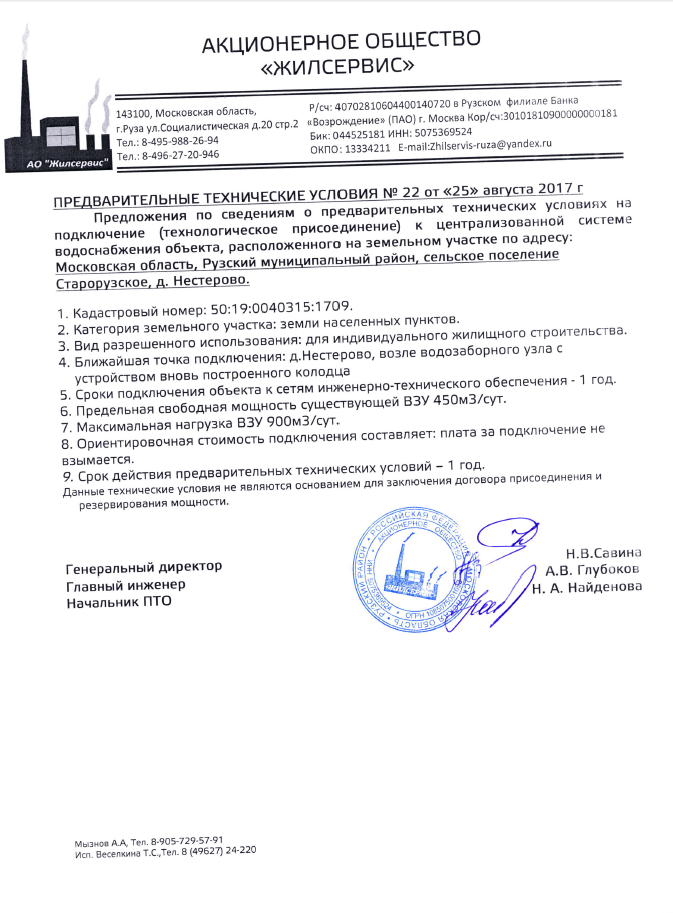 АКЦИОНЕРНОЕ ОБЩЕСТВО
«ЖИЛСЕРВИС»
АО "Жилсервис"
143100, Московская область,
г.Руза ул.Социалистическая д.20 стр.2
Тел.: 8-495-988-26-94
Тел.: 8-496-27-20-946
Р/сч: 40702810604400140720 в Рузском филиале Банка
«Возрождение» (ПАО) г. Москва Кор/сч:30101810900000000181
Бик: 044525181 ИНН: 5075369524
ОКПО: 13334211 E-mail:Zhilservis-ruza@yandex.ru
ПРЕДВАРИТЕЛЬНЫЕ ТЕХНИЧЕСКИЕ УСЛОВИЯ № 22 от «25» августа 2017 г
Предложения по сведениям о предварительных технических условиях на
подключение (технологическое присоединение) к централизованной системе
водоснабжения объекта, расположенного на земельном участке по адресу:
Московская область, Рузский муниципальный район, сельское поселение
Старорузское, д. Нестерово.
1. Кадастровый номер: 50:19:0040315:1709.
2. Категория земельного участка: земли населенных пунктов.
3. Вид разрешенного использования: для индивидуального жилищного строительства.
4. Ближайшая точка подключения: д.Нестерово, возле водозаборного узла с
устройством вновь построенного колодца
5. Сроки подключения объекта к сетям инженерно-технического обеспечения - 1 год.
6. Предельная свободная мощность существующей ВЗУ 450м3/сут.
7. Максимальная нагрузка ВЗУ 900м3/сут.
8. Ориентировочная стоимость подключения составляет: плата за подключение не
взымается.
9. Срок действия предварительных технических условий – 1 год.
Данные технические условия не являются основанием для заключения договора присоединения и
резервирования мощности.
Генеральный директор
Главный инженер
Начальник ПТО
РУЗСКИЙ РАЙОН * РОССИЙСКАЯ ФЕДЕРАЦИЯ * МОСКОВСКАЯ ОБЛАСТЬ *
АКЦИОНЕРНОЕ ОБЩЕСТВО
ЖИЛСЕРВИС
Н.В.Савина
А.В. Глубоков
Н. А. Найденова
Мызнов А.А, Тел. 8-905-729-57-91
Исп. Веселкина Т.С.,Тел. 8 (49627) 24-220